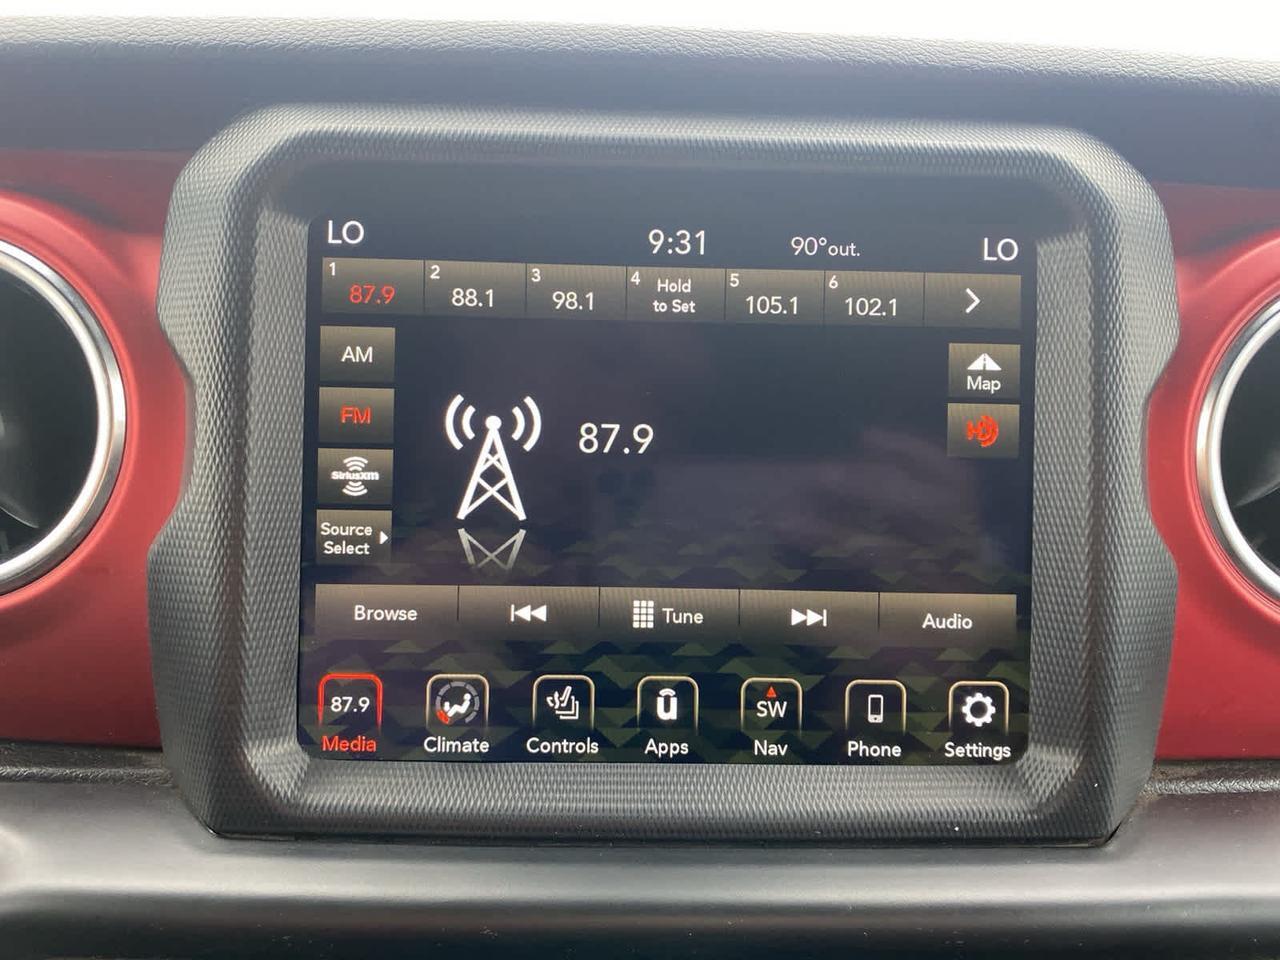 LO 9:31 90°out. LO
1 87.9 2 88.1 3 98.1 4 Hold to Set 5 105.1 6 102.1
AM
Map
FM
HD
87.9
SiriusXM
Source
Select
Browse Tune Audio
87.9 u SW
Media Climate Controls Apps Nav Phone Settings